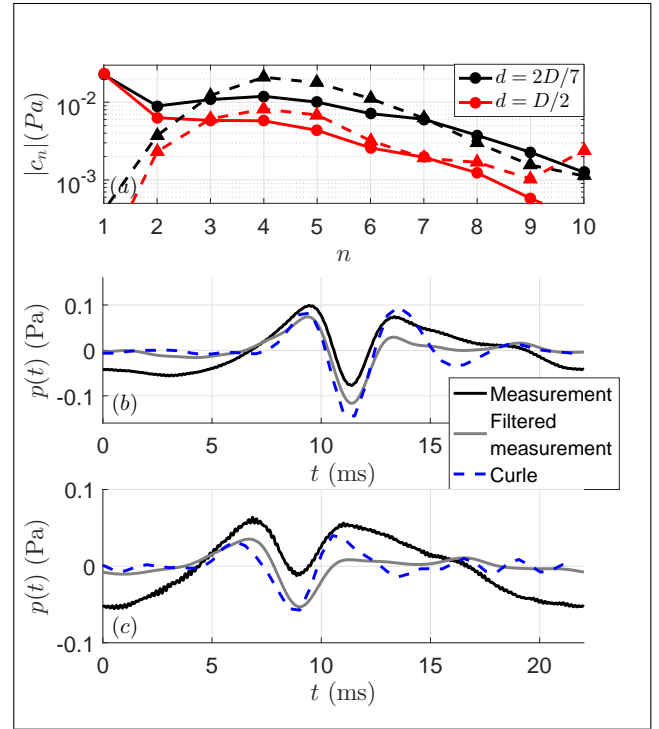 |c_n|(Pa)
10^{-2}
10^{-3}
d = 2D/7
d = D/2
(a)
1 2 3 4 5 6 7 8 9 10
n
p(t) (Pa)
0.1
0
-0.1
(b)
0 5 10 15
t (ms)
Measurement
Filtered
measurement
Curle
p(t) (Pa)
0.1
0
-0.1
(c)
0 5 10 15 20
t (ms)